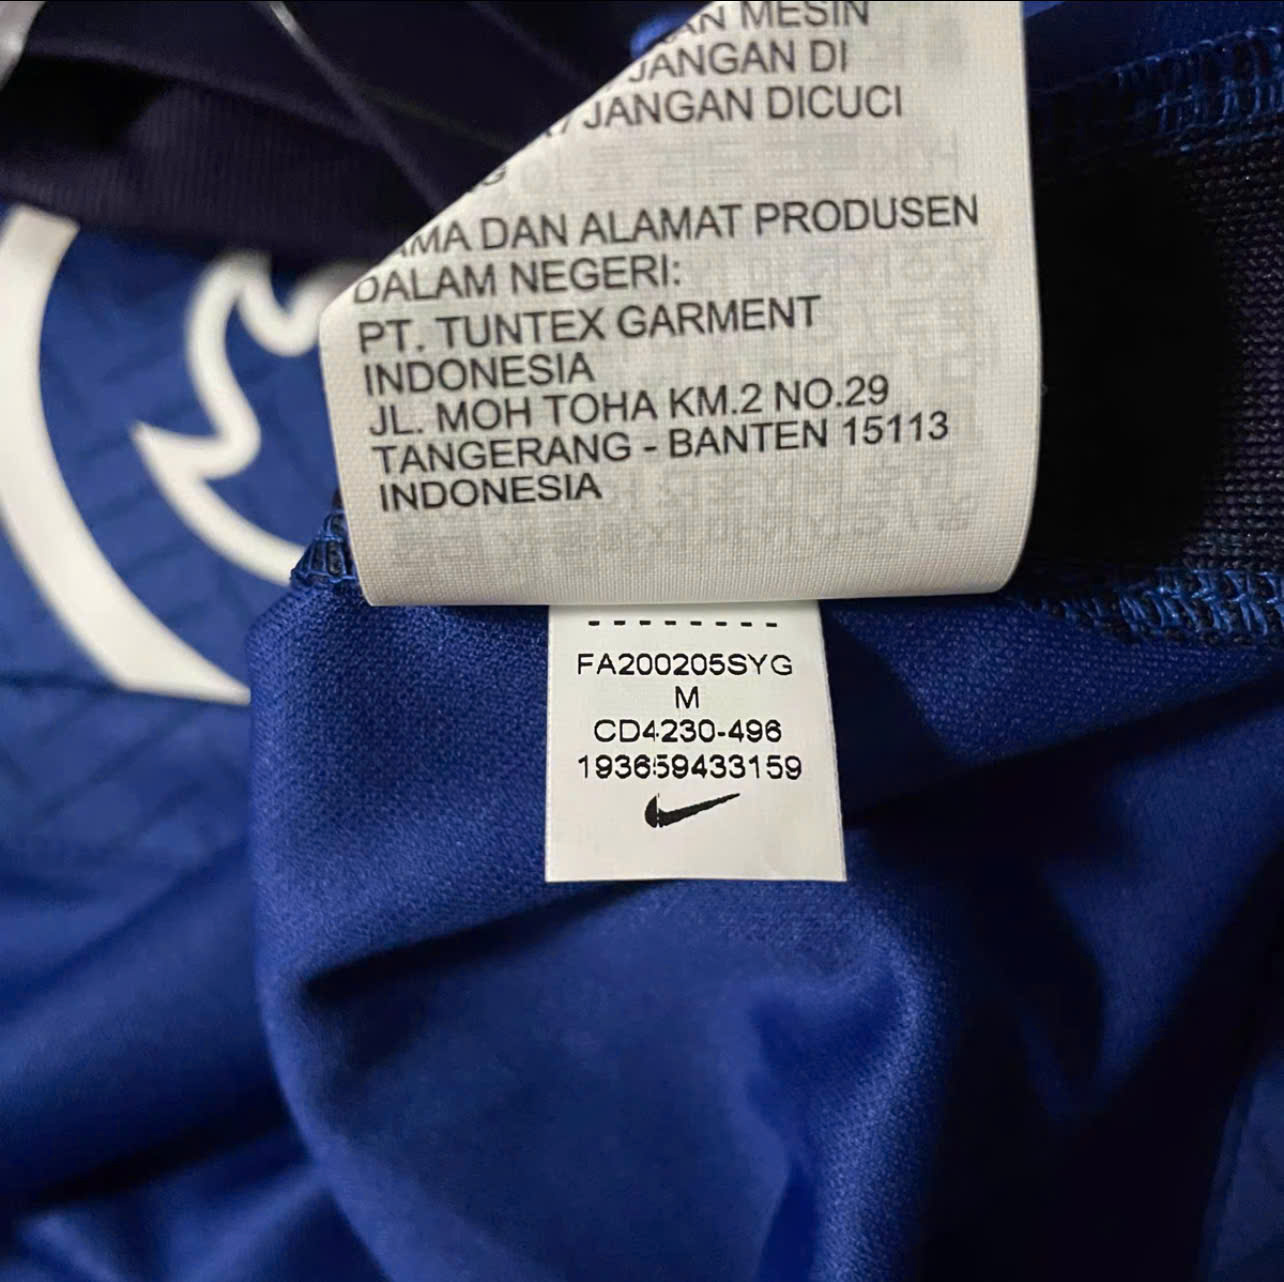 MESIN
JANGAN DI
JANGAN DICUCI
DAN ALAMAT PRODUSEN
DALAM NEGERI:
PT. TUNTEX GARMENT
INDONESIA
JL. MOH TOHA KM.2 NO.29
TANGERANG - BANTEN 15113
INDONESIA
FA200205SYG
M
CD4230-496
193659433159